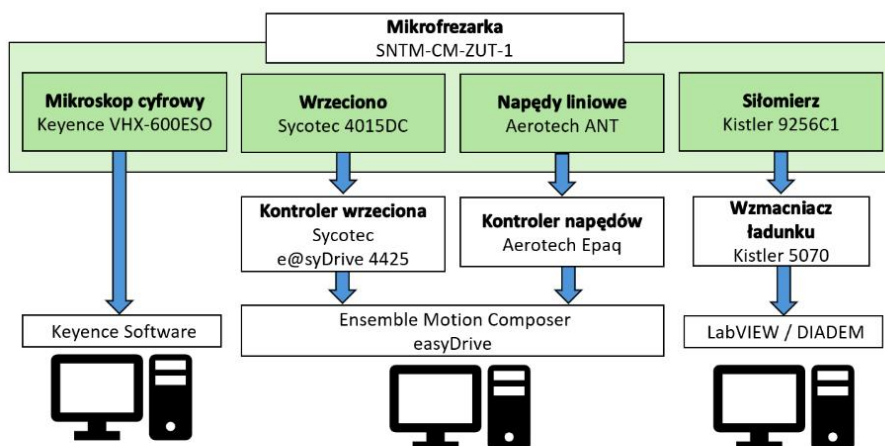 Mikrofrezarka
SNTM-CM-ZUT-1
Mikroskop cyfrowy
Keyence VHX-600ESO
Wrzeciono
Sycotec 4015DC
Napędy liniowe
Aerotech ANT
Siłomierz
Kistler 9256C1
Kontroler wrzeciona
Sycotec
e@syDrive 4425
Kontroler napędów
Aerotech Epaq
Wzmacniacz
ładunku
Kistler 5070
Keyence Software
Ensemble Motion Composer
easyDrive
LabVIEW / DIADEM